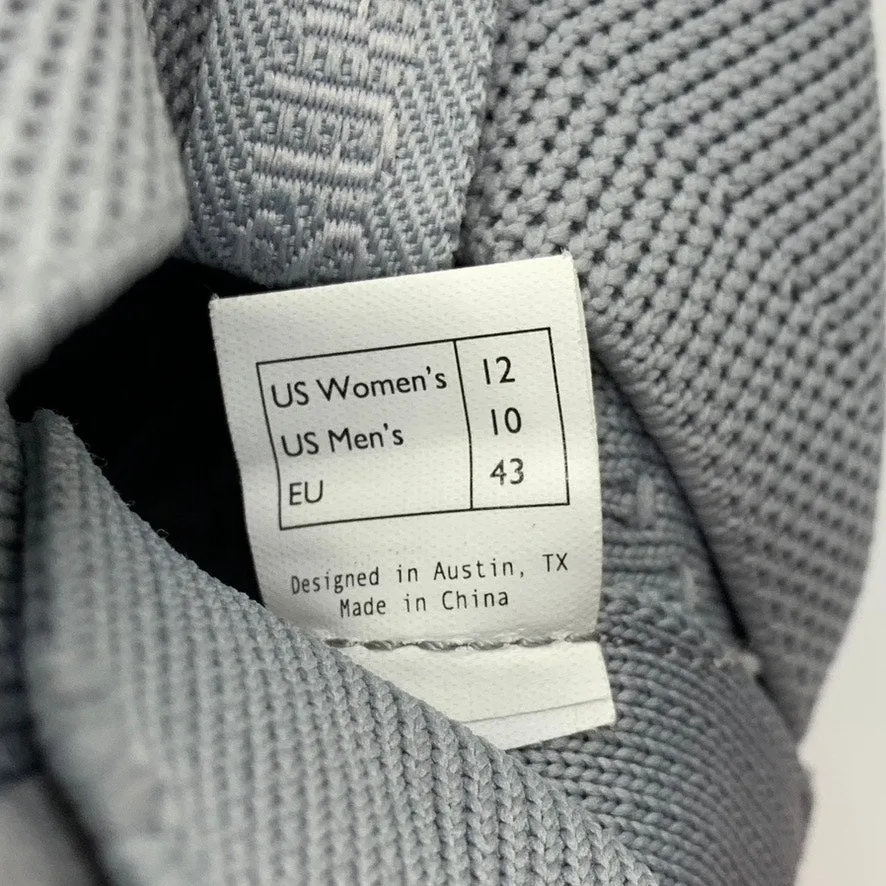 US Women's 12
US Men's 10
EU 43
Designed in Austin, TX
Made in China